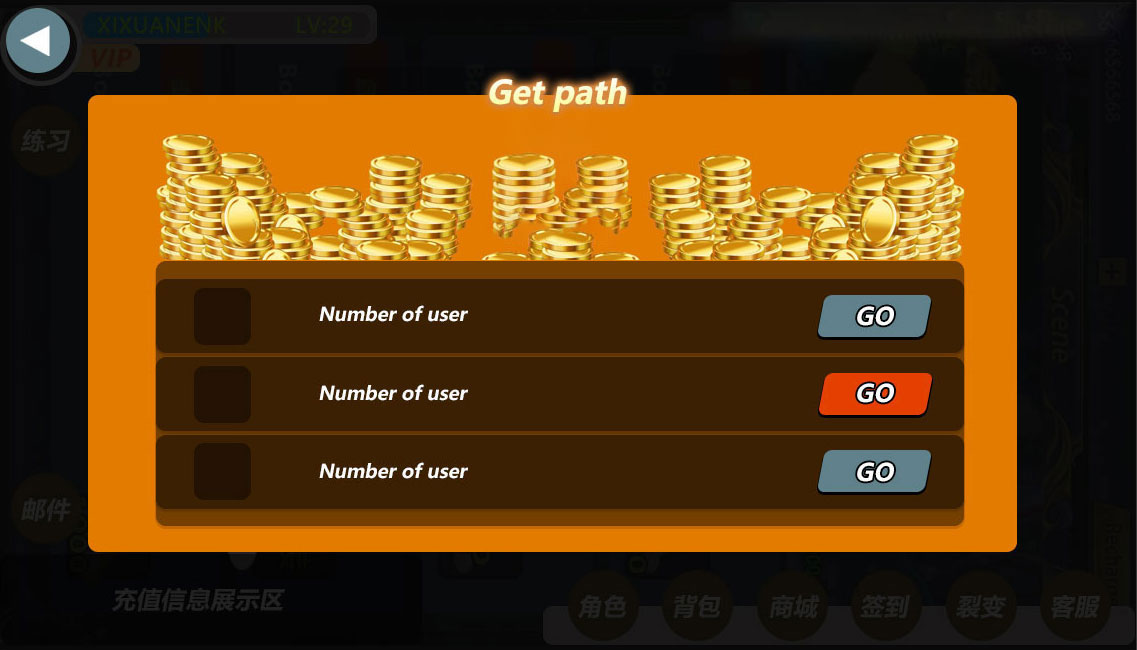 XIXUANENK LV:29
VIP
Get path
练习
Number of user GO
Scene
Number of user GO
Number of user GO
邮件
充值信息展示区
角色 背包 商城 签到 裂变 客服